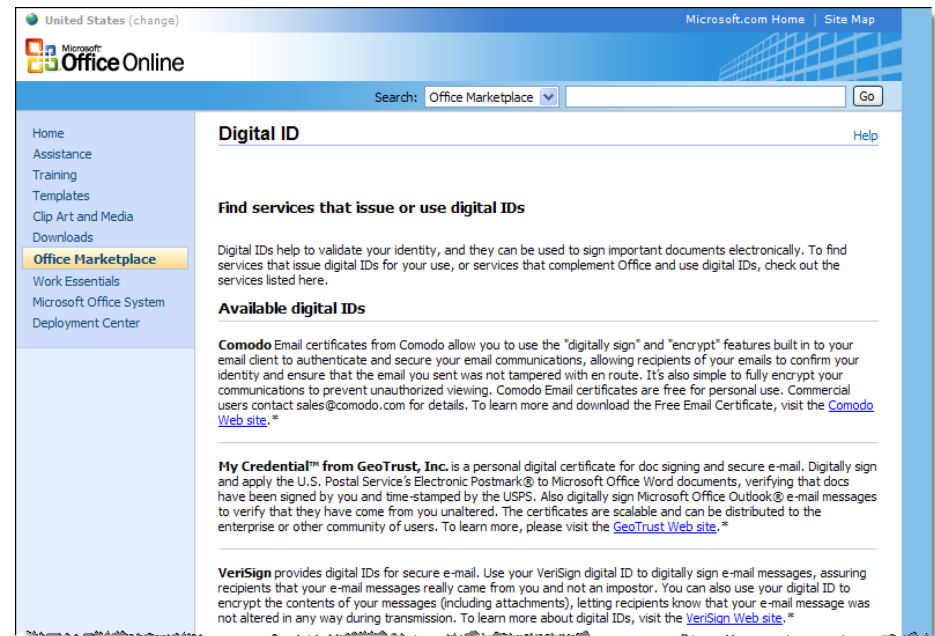 United States (change)
Microsoft.com Home | Site Map
Microsoft
Office Online
Search: Office Marketplace Go
Home
Assistance
Training
Templates
Clip Art and Media
Downloads
Office Marketplace
Work Essentials
Microsoft Office System
Deployment Center
Digital ID
Help
Find services that issue or use digital IDs
Digital IDs help to validate your identity, and they can be used to sign important documents electronically. To find
services that issue digital IDs for your use, or services that complement Office and use digital IDs, check out the
services listed here.
Available digital IDs
Comodo Email certificates from Comodo allow you to use the "digitally sign" and "encrypt" features built in to your
email client to authenticate and secure your email communications, allowing recipients of your emails to confirm your
identity and ensure that the email you sent was not tampered with en route. It's also simple to fully encrypt your
communications to prevent unauthorized viewing. Comodo Email certificates are free for personal use. Commercial
users contact sales@comodo.com for details. To learn more and download the Free Email Certificate, visit the Comodo
Web site.*
My Credential™ from GeoTrust, Inc. is a personal digital certificate for doc signing and secure e-mail. Digitally sign
and apply the U.S. Postal Service's Electronic Postmark® to Microsoft Office Word documents, verifying that docs
have been signed by you and time-stamped by the USPS. Also digitally sign Microsoft Office Outlook® e-mail messages
to verify that they have come from you unaltered. The certificates are scalable and can be distributed to the
enterprise or other community of users. To learn more, please visit the GeoTrust Web site.*
VeriSign provides digital IDs for secure e-mail. Use your VeriSign digital ID to digitally sign e-mail messages, assuring
recipients that your e-mail messages really came from you and not an impostor. You can also use your digital ID to
encrypt the contents of your messages (including attachments), letting recipients know that your e-mail message was
not altered in any way during transmission. To learn more about digital IDs, visit the VeriSign Web site.*